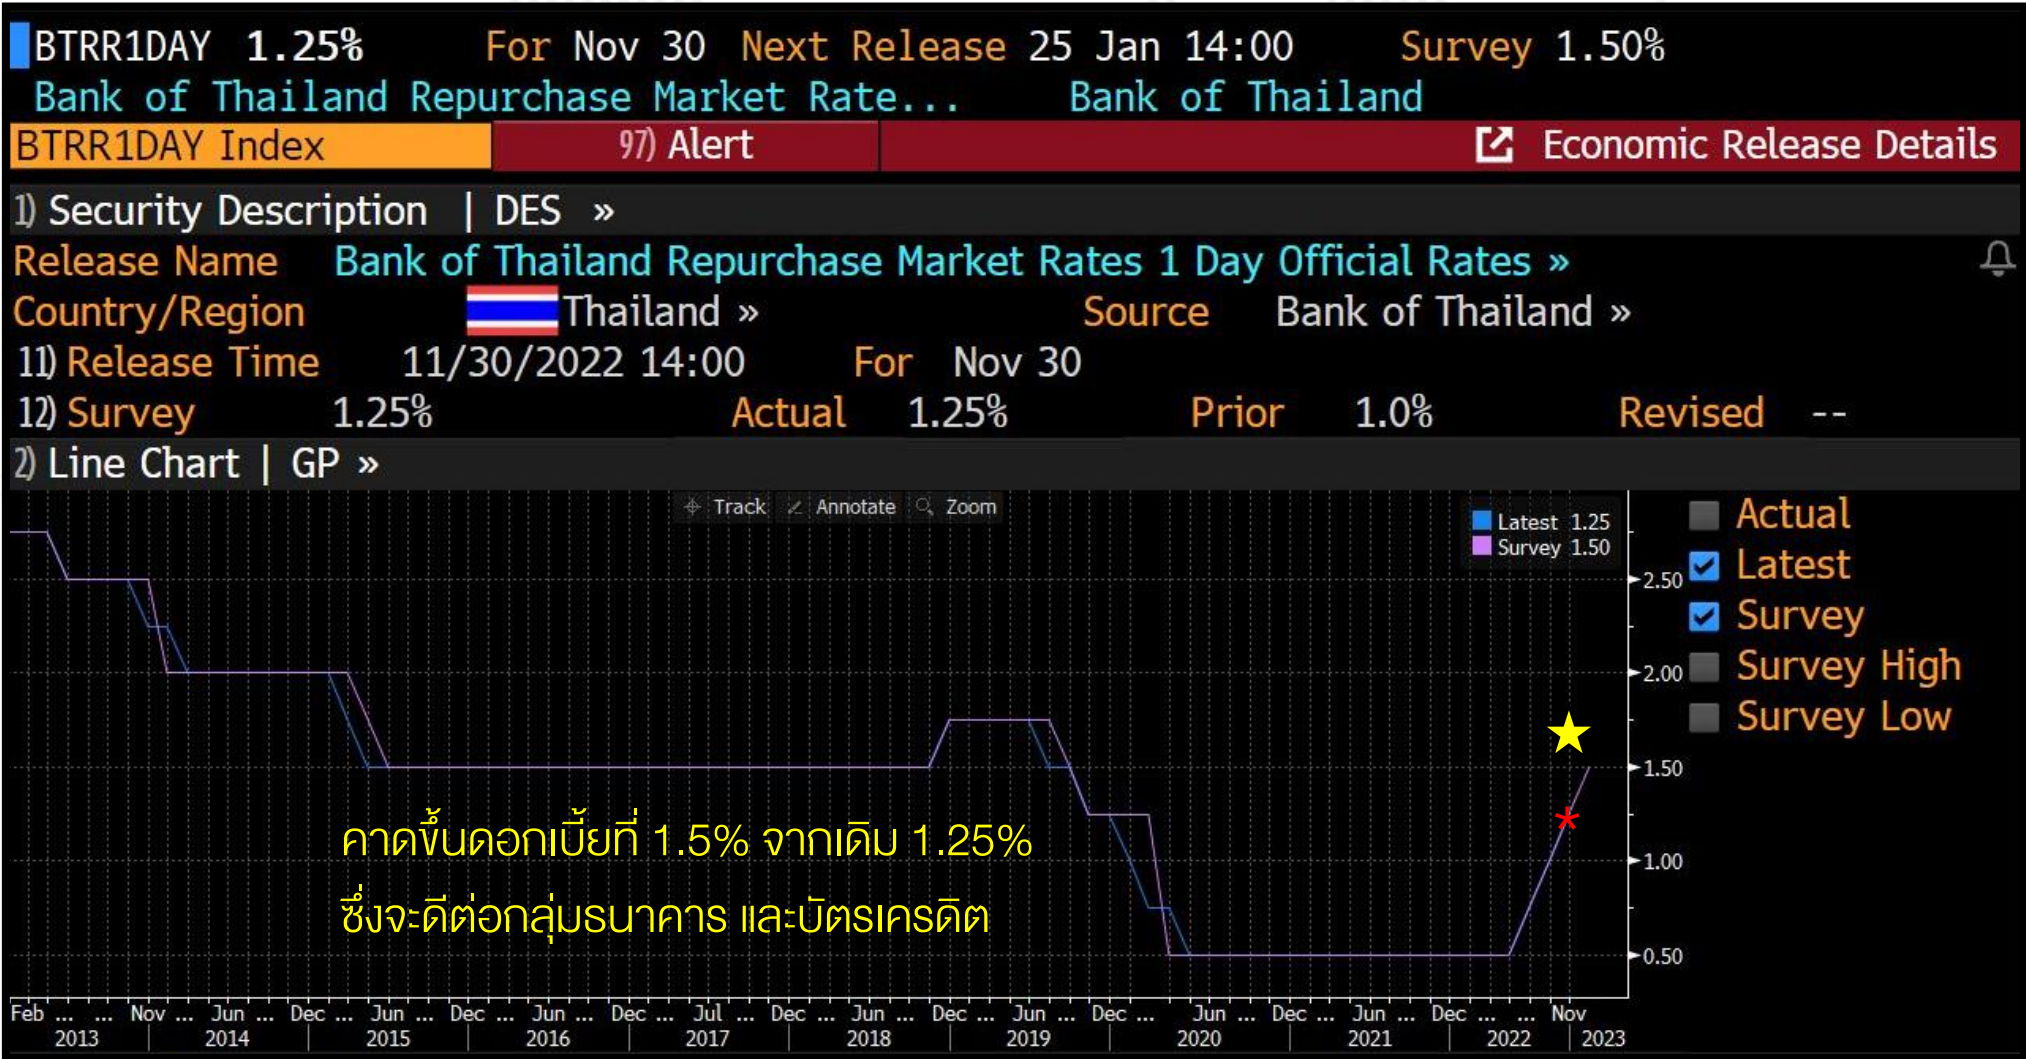 BTRR1DAY 1.25% For Nov 30 Next Release 25 Jan 14:00 Survey 1.50%
Bank of Thailand Repurchase Market Rate... Bank of Thailand
BTRR1DAY Index 97) Alert Economic Release Details
1) Security Description | DES »
Release Name Bank of Thailand Repurchase Market Rates 1 Day Official Rates »
Country/Region Thailand » Source Bank of Thailand »
11) Release Time 11/30/2022 14:00 For Nov 30
12) Survey 1.25% Actual 1.25% Prior 1.0% Revised --
2) Line Chart | GP »
Track Annotate Zoom
Latest 1.25
Survey 1.50
Actual
Latest
Survey
Survey High
Survey Low
2.50
2.00
1.50
1.00
0.50
คาดขึ้นดอกเบี้ยที่ 1.5% จากเดิม 1.25%
ซึ่งจะดีต่อกลุ่มธนาคาร และบัตรเครดิต
Feb ... ... Nov ... Jun ... Dec ... Jun ... Dec ... Jun ... Dec ... Jul ... Dec ... Jun ... Dec ... Jun ... Dec ... Jun ... Dec ... Jun ... Dec ... ... Nov
2013 2014 2015 2016 2017 2018 2019 2020 2021 2022 2023